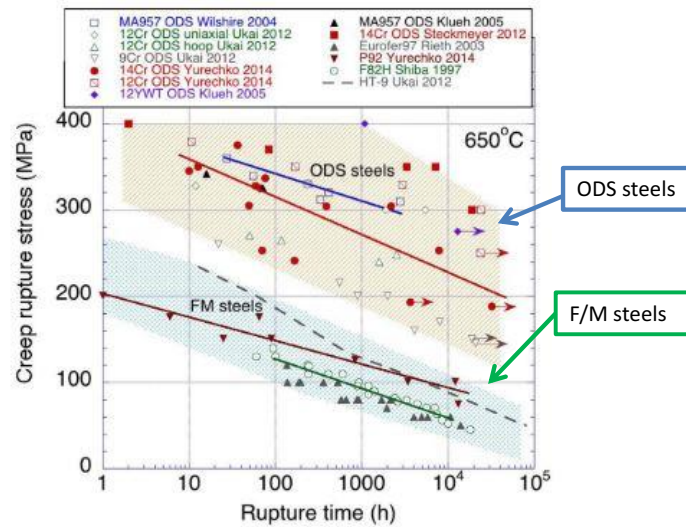 MA957 ODS Wilshire 2004
12Cr ODS uniaxial Ukai 2012
12Cr ODS hoop Ukai 2012
9Cr ODS Ukai 2012
14Cr ODS Yurechko 2014
12Cr ODS Yurechko 2014
12YWT ODS Klueh 2005
MA957 ODS Klueh 2005
14Cr ODS Steckmeyer 2012
Eurofer97 Rieth 2003
P92 Yurechko 2014
F82H Shiba 1997
HT-9 Ukai 2012
400
650°C
ODS steels
ODS steels
300
200
FM steels
F/M steels
100
0
1 10 100 1000 10⁴ 10⁵
Creep rupture stress (MPa)
Rupture time (h)